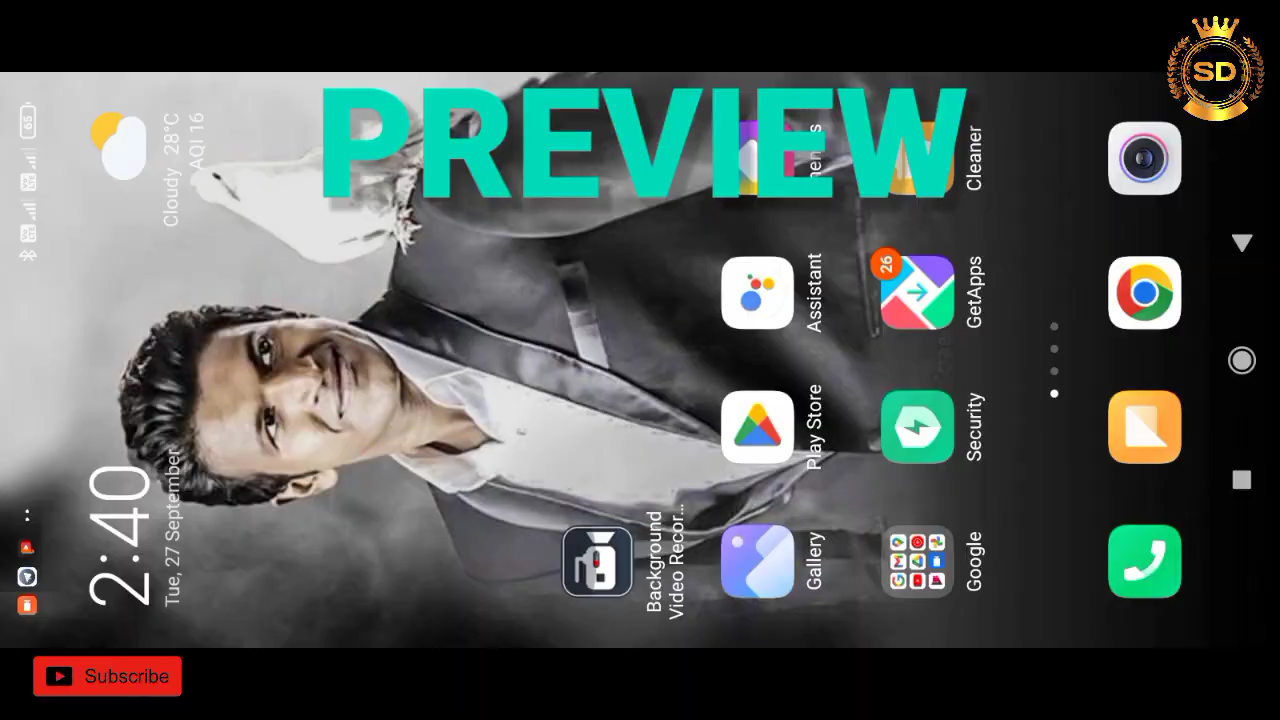 PREVIEW
SD
65
2:40
Tue, 27 September
Cloudy 28°C
AQI 16
Background
Video Recor...
Gallery
Play Store
Assistant
Google
Security
26
GetApps
Cleaner
Subscribe